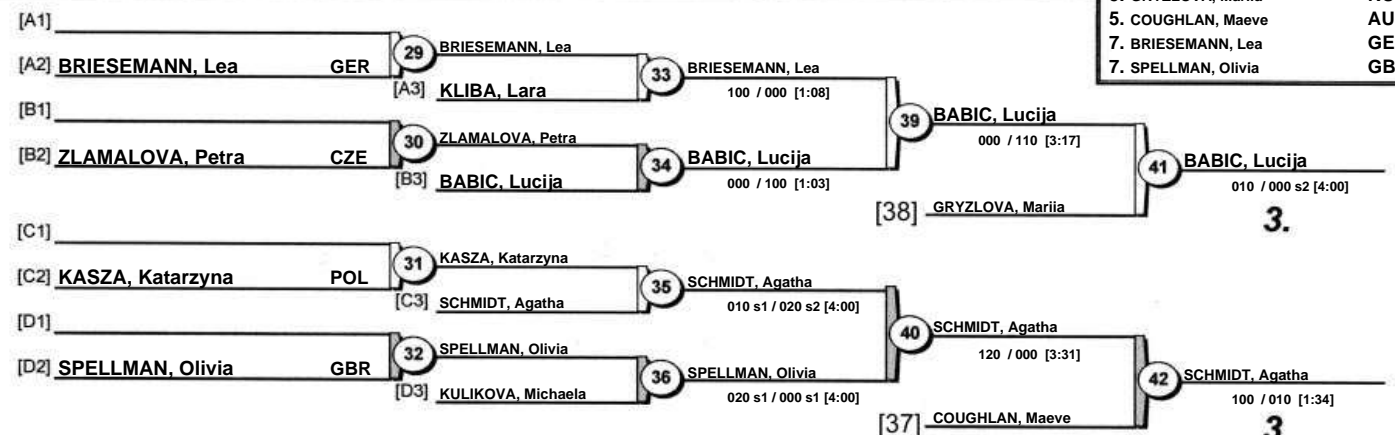 5. COUGHLAN, Maeve AU
7. BRIESEMANN, Lea GE
7. SPELLMAN, Olivia GB
[A1]
[A2] BRIESEMANN, Lea GER
29
BRIESEMANN, Lea
[A3] KLIBA, Lara
33
BRIESEMANN, Lea
100 / 000 [1:08]
[B1]
[B2] ZLAMALOVA, Petra CZE
30
ZLAMALOVA, Petra
[B3] BABIC, Lucija
34
BABIC, Lucija
000 / 100 [1:03]
39
BABIC, Lucija
000 / 110 [3:17]
[38] GRYZLOVA, Mariia
41
BABIC, Lucija
010 / 000 s2 [4:00]
3.
[C1]
[C2] KASZA, Katarzyna POL
31
KASZA, Katarzyna
[C3] SCHMIDT, Agatha
35
SCHMIDT, Agatha
010 s1 / 020 s2 [4:00]
[D1]
[D2] SPELLMAN, Olivia GBR
32
SPELLMAN, Olivia
[D3] KULIKOVA, Michaela
36
SPELLMAN, Olivia
020 s1 / 000 s1 [4:00]
40
SCHMIDT, Agatha
120 / 000 [3:31]
[37] COUGHLAN, Maeve
42
SCHMIDT, Agatha
100 / 010 [1:34]
3